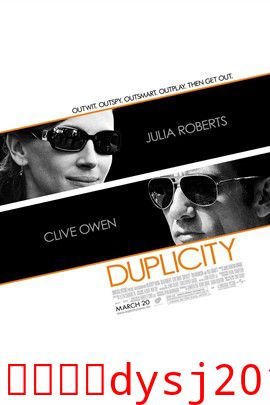 OUTWIT. OUTSPY. OUTSMART. OUTPLAY. THEN GET OUT.
JULIA ROBERTS
CLIVE OWEN
DUPLICITY
MARCH 20
dysj20